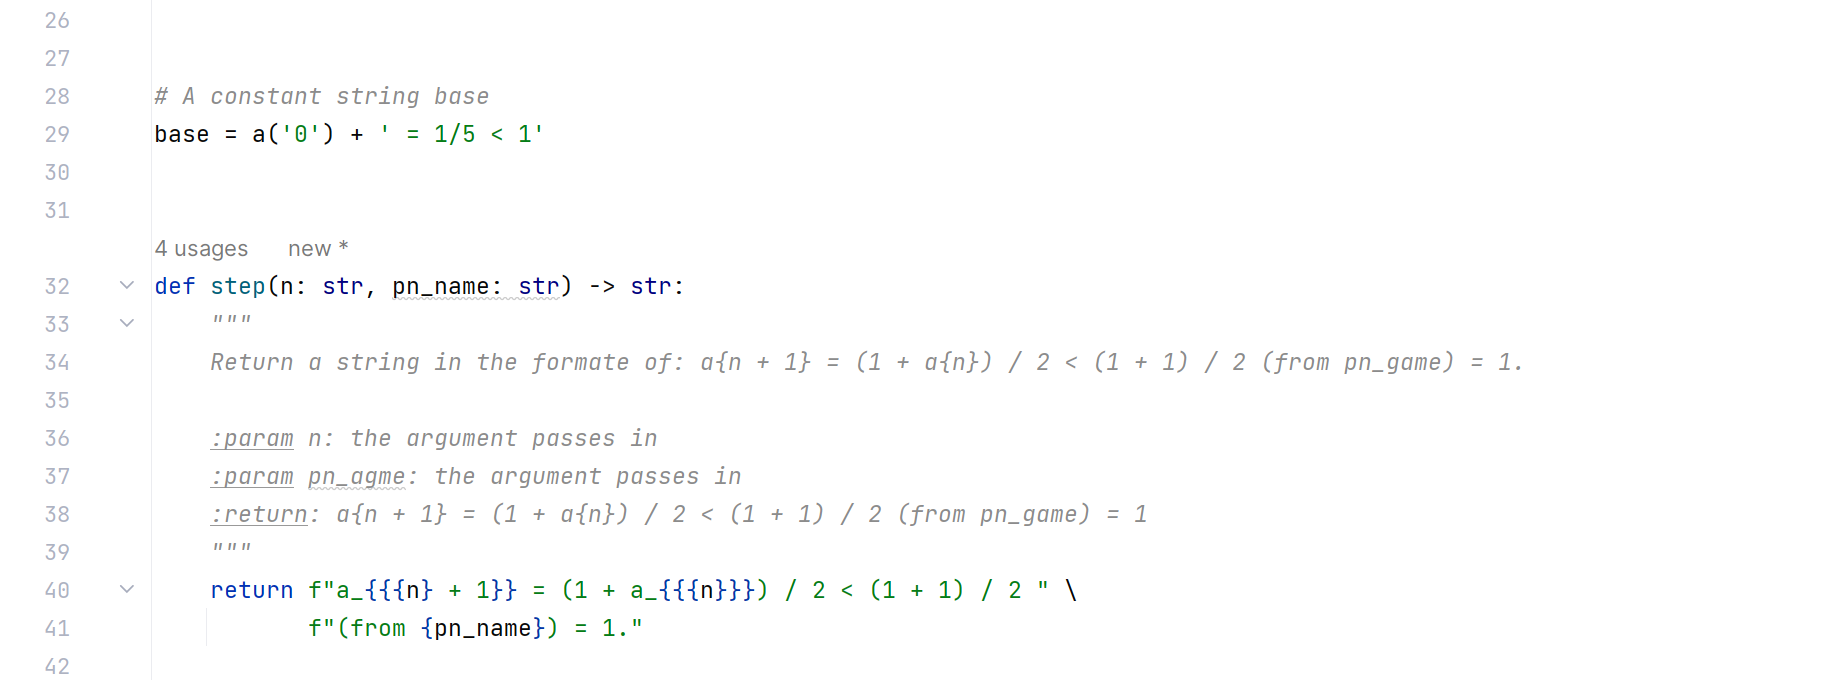 26
27
28 # A constant string base
29 base = a('0') + ' = 1/5 < 1'
30
31
4 usages new *
32 def step(n: str, pn_name: str) -> str:
33 """
34 Return a string in the formate of: a{n + 1} = (1 + a{n}) / 2 < (1 + 1) / 2 (from pn_game) = 1.
35
36 :param n: the argument passes in
37 :param pn_agme: the argument passes in
38 :return: a{n + 1} = (1 + a{n}) / 2 < (1 + 1) / 2 (from pn_game) = 1
39 """
40 return f"a_{{{n} + 1}} = (1 + a_{{{n}}}) / 2 < (1 + 1) / 2 " \
41 f"(from {pn_name}) = 1."
42